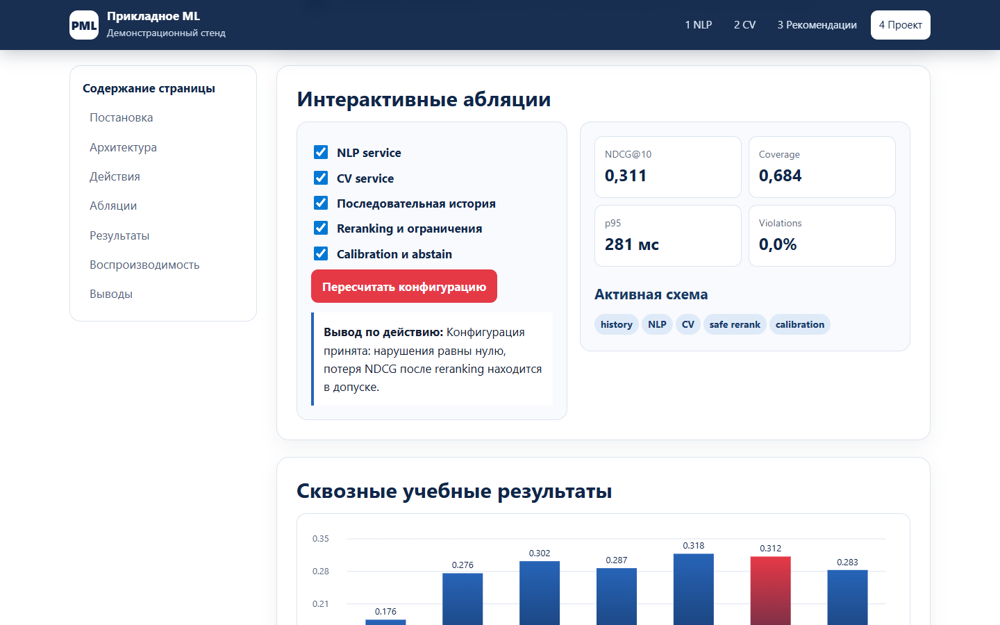 PML
Прикладное ML
Демонстрационный стенд
1 NLP
2 CV
3 Рекомендации
4 Проект
Содержание страницы
Постановка
Архитектура
Действия
Абляции
Результаты
Воспроизводимость
Выводы
Интерактивные абляции
NLP service
CV service
Последовательная история
Reranking и ограничения
Calibration и abstain
Пересчитать конфигурацию
Вывод по действию: Конфигурация
принята: нарушения равны нулю,
потеря NDCG после reranking находится
в допуске.
NDCG@10
0,311
Coverage
0,684
p95
281 мс
Violations
0,0%
Активная схема
history
NLP
CV
safe rerank
calibration
Сквозные учебные результаты
0.35
0.28
0.21
0.176
0.276
0.302
0.287
0.318
0.312
0.283